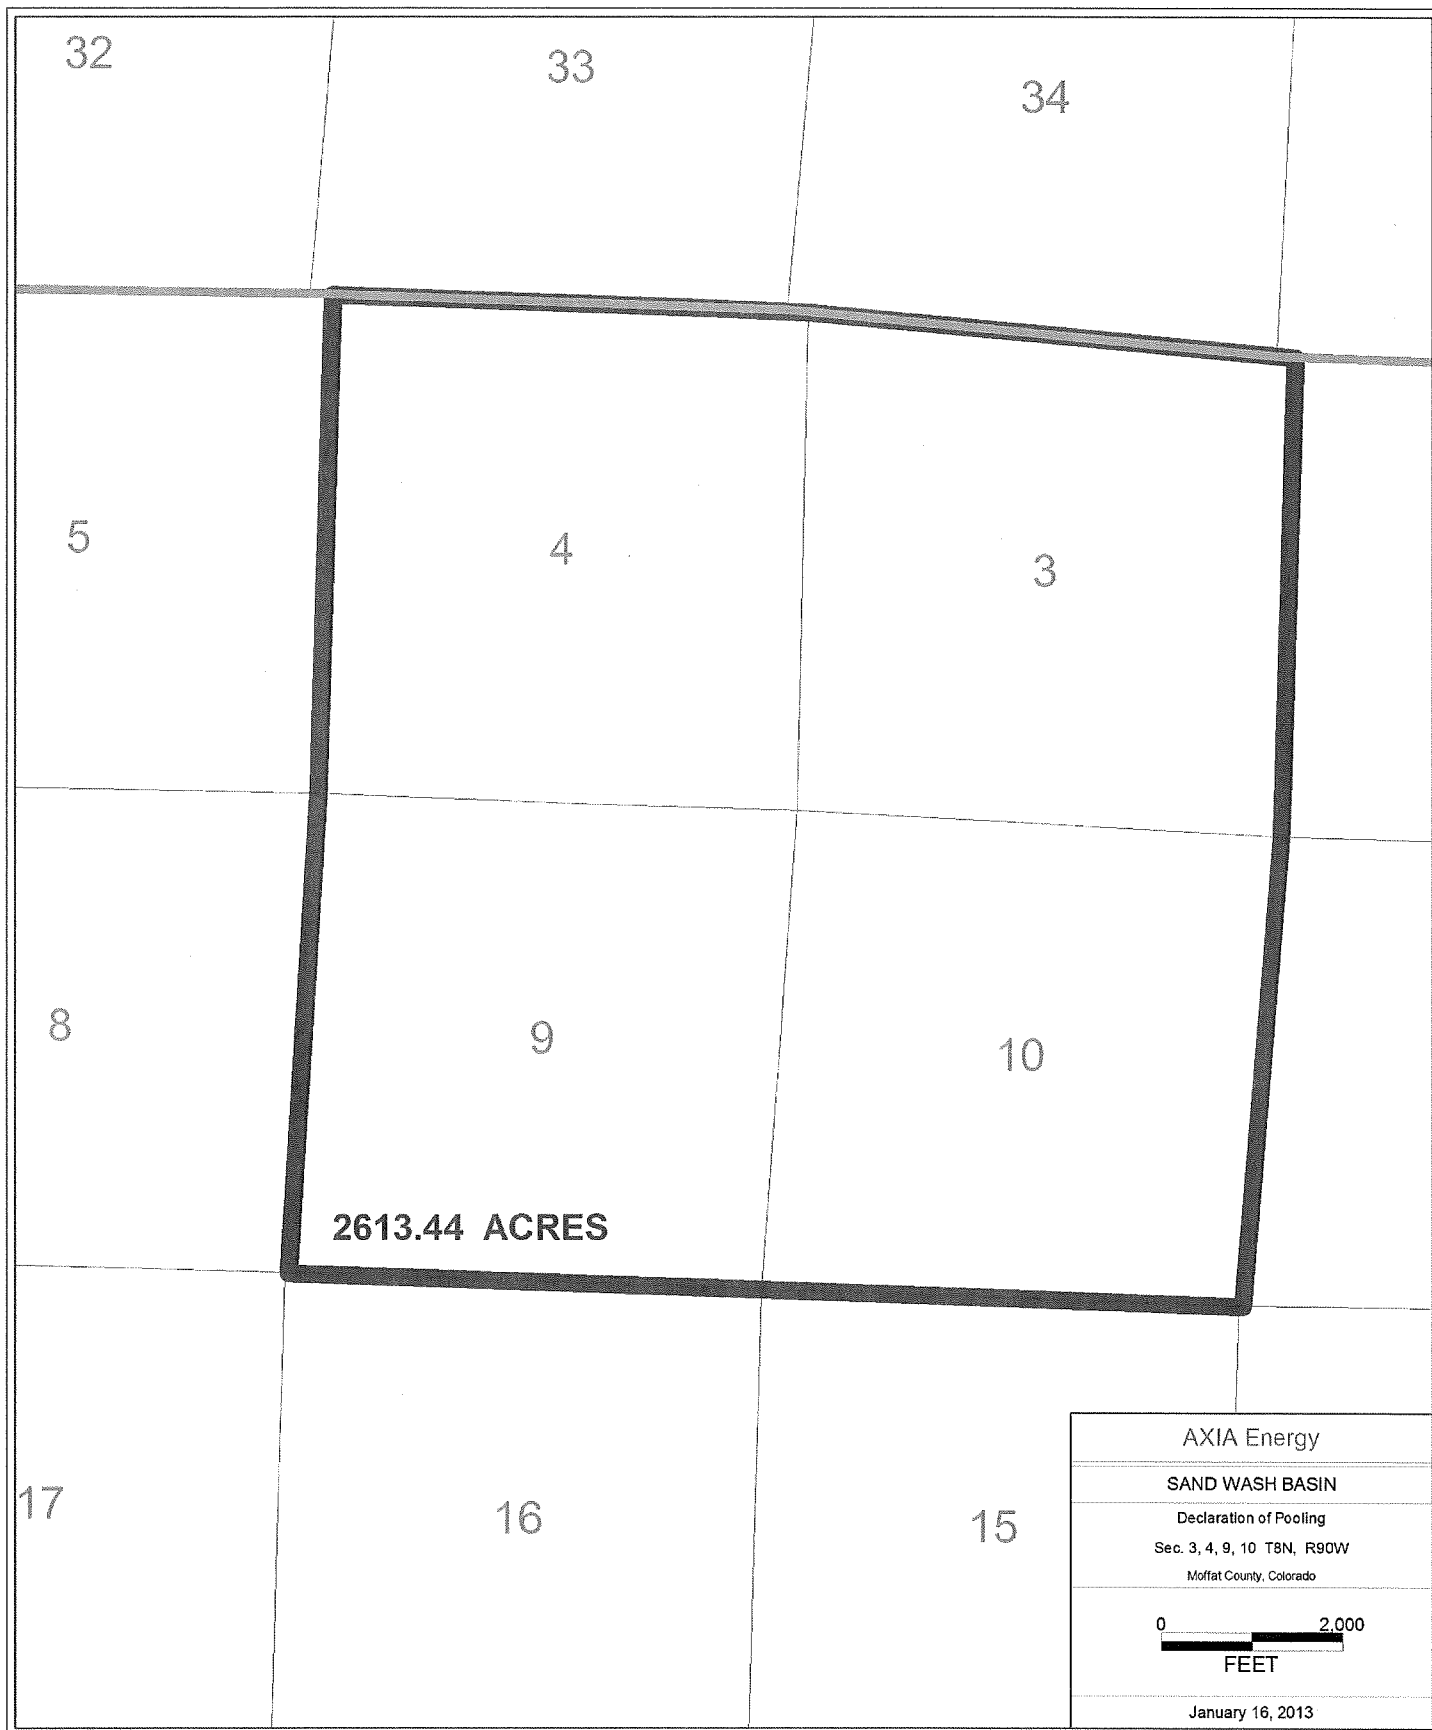 32
33
34
5
4
3
8
9
10
2613.44 ACRES
17
16
15
AXIA Energy
SAND WASH BASIN
Declaration of Pooling
Sec. 3, 4, 9, 10 T8N, R90W
Moffat County, Colorado
0 2,000
FEET
January 16, 2013